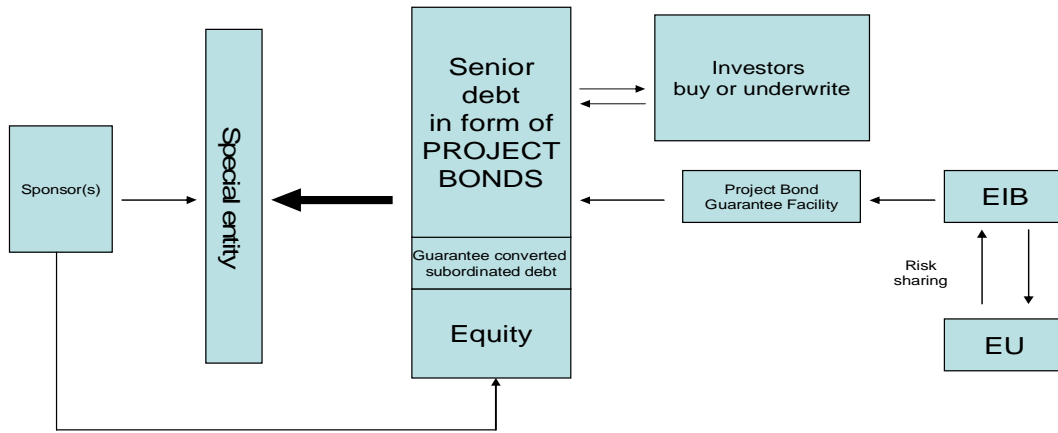 Sponsor(s)
Special entity
Senior
debt
in form of
PROJECT
BONDS
Guarantee converted
subordinated debt
Equity
Investors
buy or underwrite
Project Bond
Guarantee Facility
EIB
Risk
sharing
EU